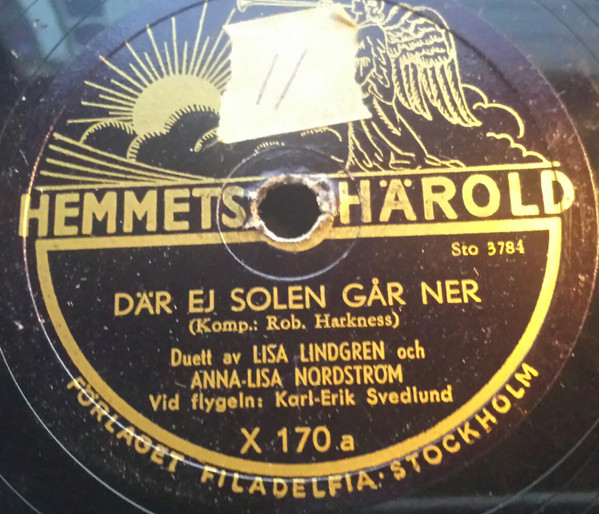 11
HEMMETS HÄROLD
Sto 3784
DÄR EJ SOLEN GÅR NER
(Komp.: Rob. Harkness)
Duett av LISA LINDGREN och
ANNA-LISA NORDSTRÖM
Vid flygeln: Karl-Erik Svedlund
X 170 a
FÖRLAGET FILADELFIA · STOCKHOLM